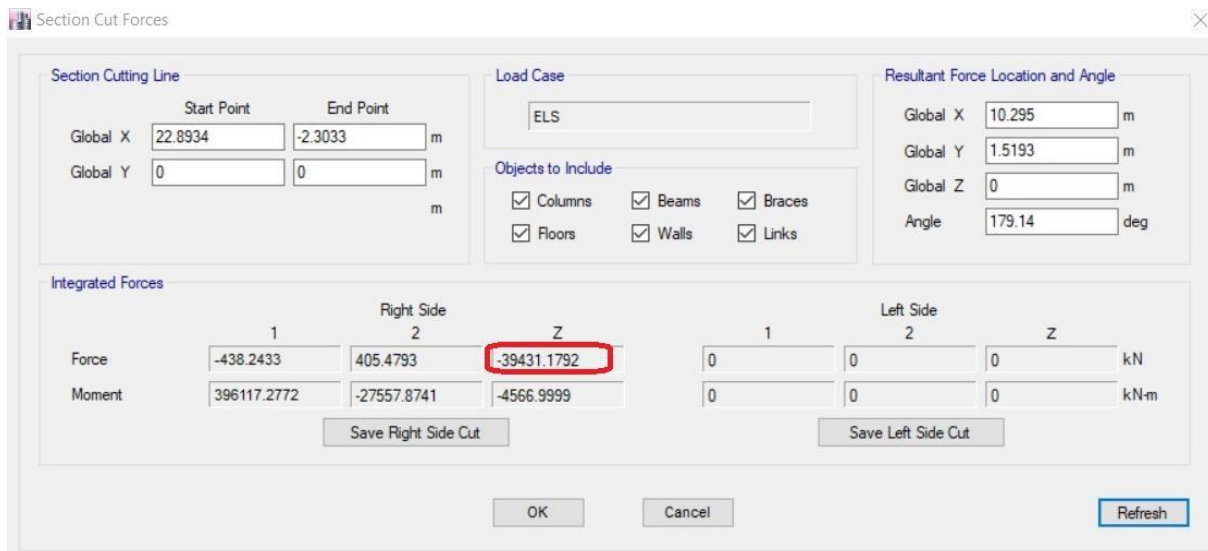 Section Cut Forces
Section Cutting Line
Start Point End Point
Global X 22.8934 -2.3033 m
Global Y 0 0 m
m
Load Case
ELS
Objects to Include
Columns Beams Braces
Floors Walls Links
Resultant Force Location and Angle
Global X 10.295 m
Global Y 1.5193 m
Global Z 0 m
Angle 179.14 deg
Integrated Forces
Right Side Left Side
1 2 Z 1 2 Z
Force -438.2433 405.4793 -39431.1792 0 0 0 kN
Moment 396117.2772 -27557.8741 -4566.9999 0 0 0 kN-m
Save Right Side Cut Save Left Side Cut
OK Cancel Refresh